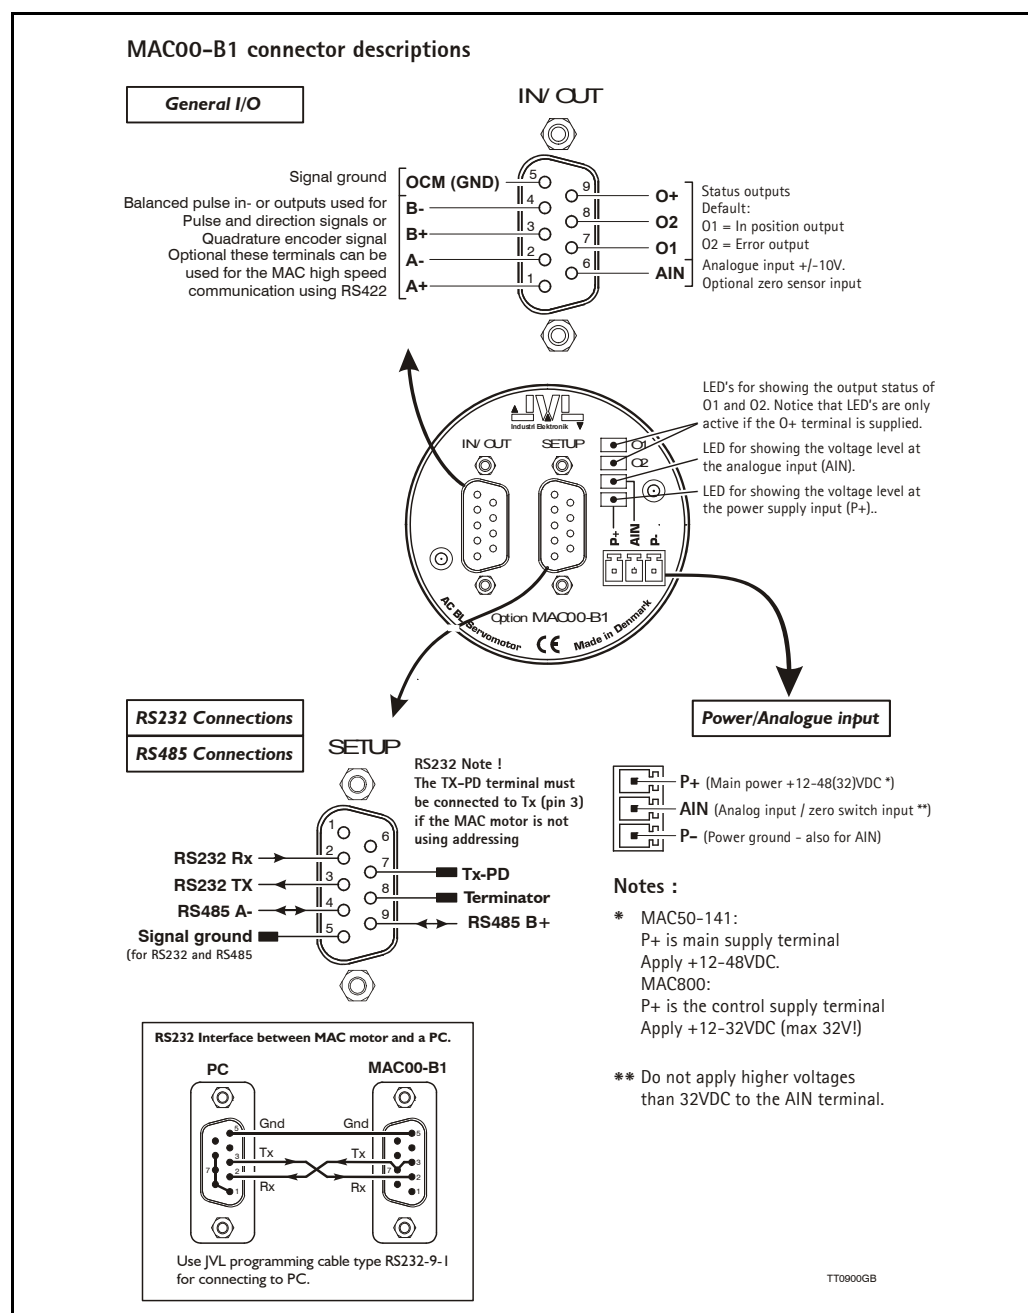 MAC00-B1 connector descriptions
General I/O
IN/ OUT
Signal ground
OCM (GND)
Balanced pulse in- or outputs used for
Pulse and direction signals or
Quadrature encoder signal
Optional these terminals can be
used for the MAC high speed
communication using RS422
B-
B+
A-
A+
5
4
3
2
1
9
8
7
6
O+
O2
O1
AIN
Status outputs
Default:
O1 = In position output
O2 = Error output
Analogue input +/-10V.
Optional zero sensor input
JVL
Industri Elektronik
IN/ OUT
SETUP
O1
O2
P+
AIN
P-
Option MAC00-B1
AC BL Servomotor
CE
Made in Denmark
LED's for showing the output status of
O1 and O2. Notice that LED's are only
active if the O+ terminal is supplied.
LED for showing the voltage level at
the analogue input (AIN).
LED for showing the voltage level at
the power supply input (P+)..
RS232 Connections
RS485 Connections
SETUP
RS232 Note !
The TX-PD terminal must
be connected to Tx (pin 3)
if the MAC motor is not
using addressing
1
2
3
4
5
6
7
8
9
RS232 Rx
RS232 TX
RS485 A-
Signal ground
(for RS232 and RS485
Tx-PD
Terminator
RS485 B+
Power/Analogue input
P+ (Main power +12-48(32)VDC *)
AIN (Analog input / zero switch input **)
P- (Power ground - also for AIN)
Notes :
* MAC50-141:
P+ is main supply terminal
Apply +12-48VDC.
MAC800:
P+ is the control supply terminal
Apply +12-32VDC (max 32V!)
** Do not apply higher voltages
than 32VDC to the AIN terminal.
RS232 Interface between MAC motor and a PC.
PC
MAC00-B1
5
3
2
1
7
Gnd
Gnd
Tx
Tx
Rx
Rx
5
3
2
1
7
Use JVL programming cable type RS232-9-1
for connecting to PC.
TT0900GB